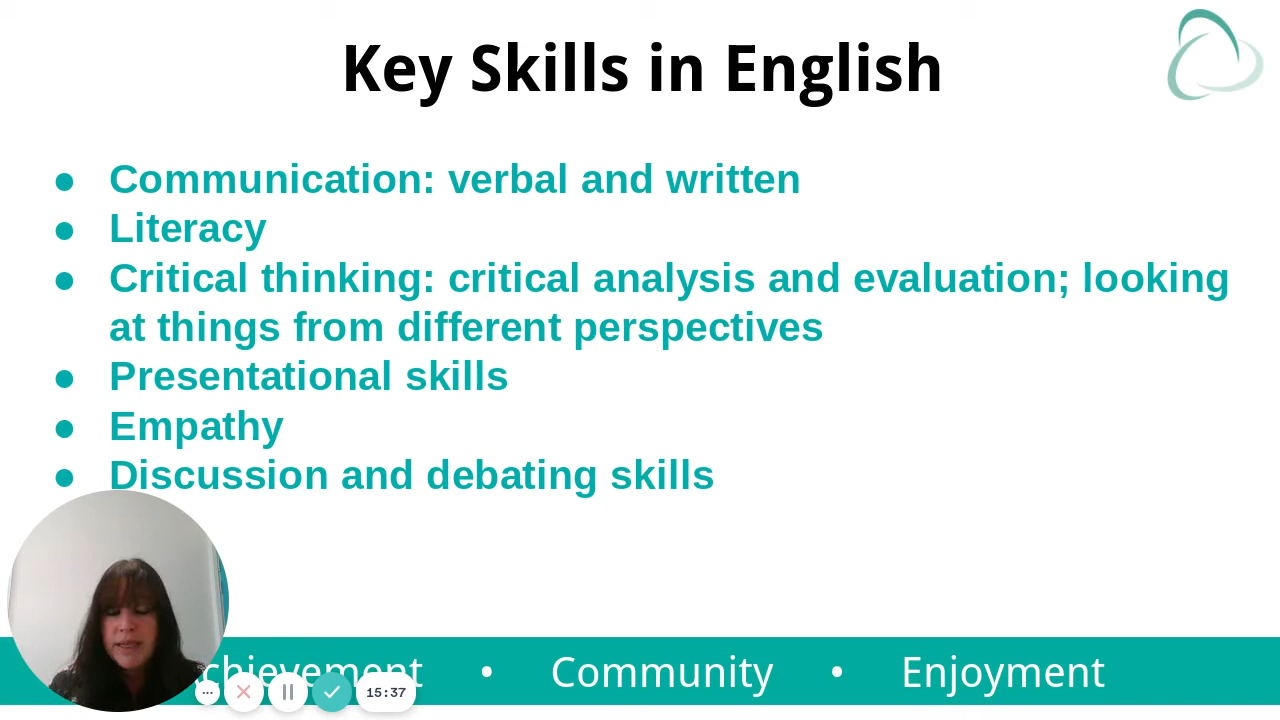 Key Skills in English
● Communication: verbal and written
● Literacy
● Critical thinking: critical analysis and evaluation; looking
at things from different perspectives
● Presentational skills
● Empathy
● Discussion and debating skills
chievement • Community • Enjoyment
15:37